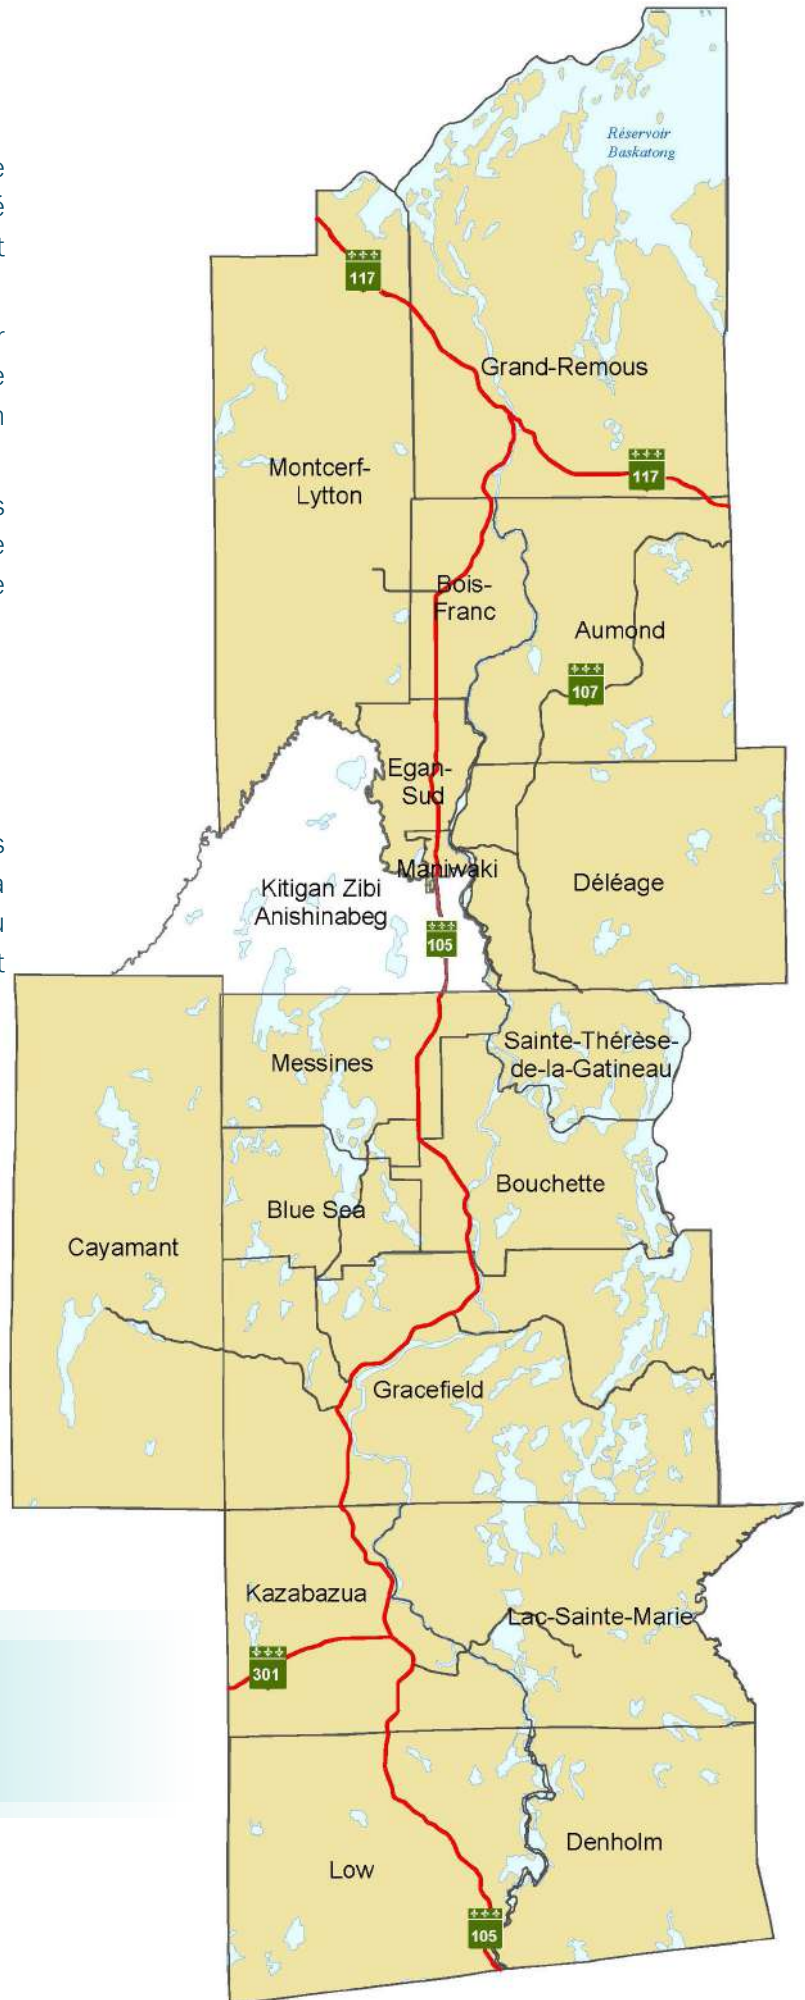 Réservoir
Baskatong
117
Grand-Remous
Montcerf-
Lytton
117
Bois-
Franc
Aumond
107
Egan-
Sud
Maniwaki
Déléage
Kitigan Zibi
Anishinabeg
105
Sainte-Thérèse-
de-la-Gatineau
Messines
Bouchette
Blue Sea
Cayamant
Gracefield
Kazabazua
Lac-Sainte-Marie
301
Denholm
Low
105